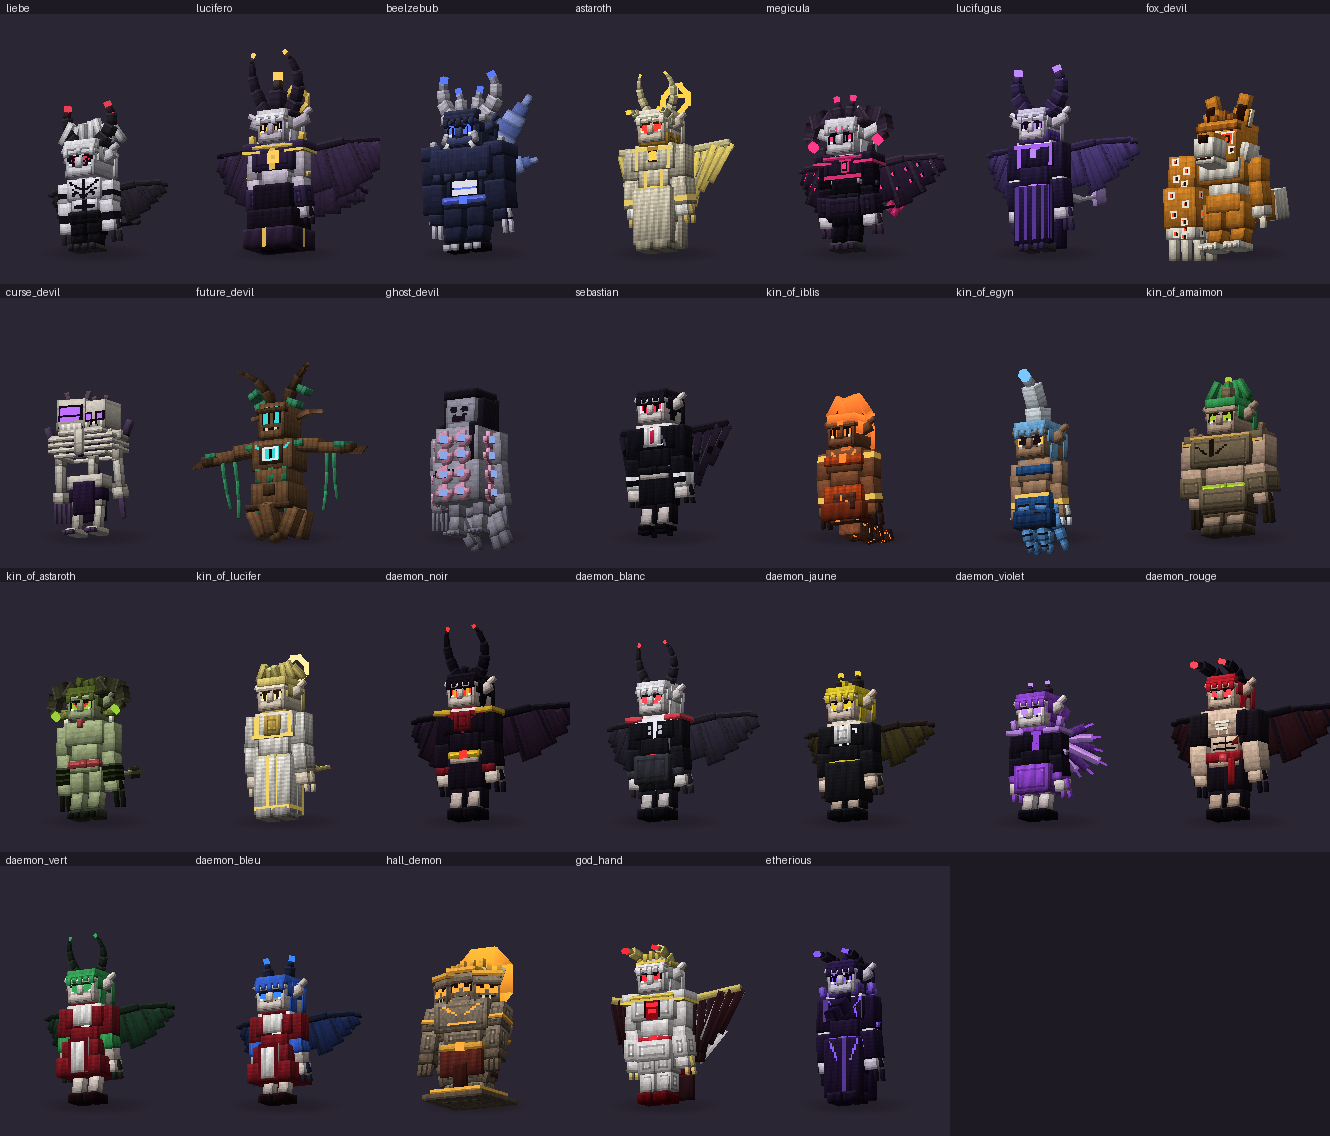 liebe
lucifero
beelzebub
astaroth
megicula
lucifugus
fox_devil
curse_devil
future_devil
ghost_devil
sebastian
kin_of_iblis
kin_of_egyn
kin_of_amaimon
kin_of_astaroth
kin_of_lucifer
daemon_noir
daemon_blanc
daemon_jaune
daemon_violet
daemon_rouge
daemon_vert
daemon_bleu
hall_demon
god_hand
etherious